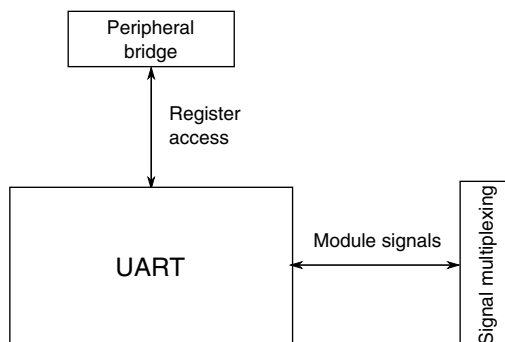 Peripheral
bridge
Register
access
UART
Module signals
Signal multiplexing